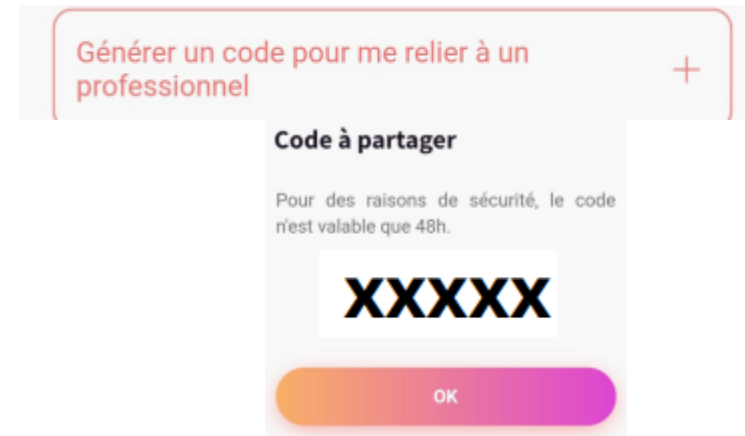 Générer un code pour me relier à un
professionnel
+
Code à partager
Pour des raisons de sécurité, le code
n'est valable que 48h.
XXXXX
OK